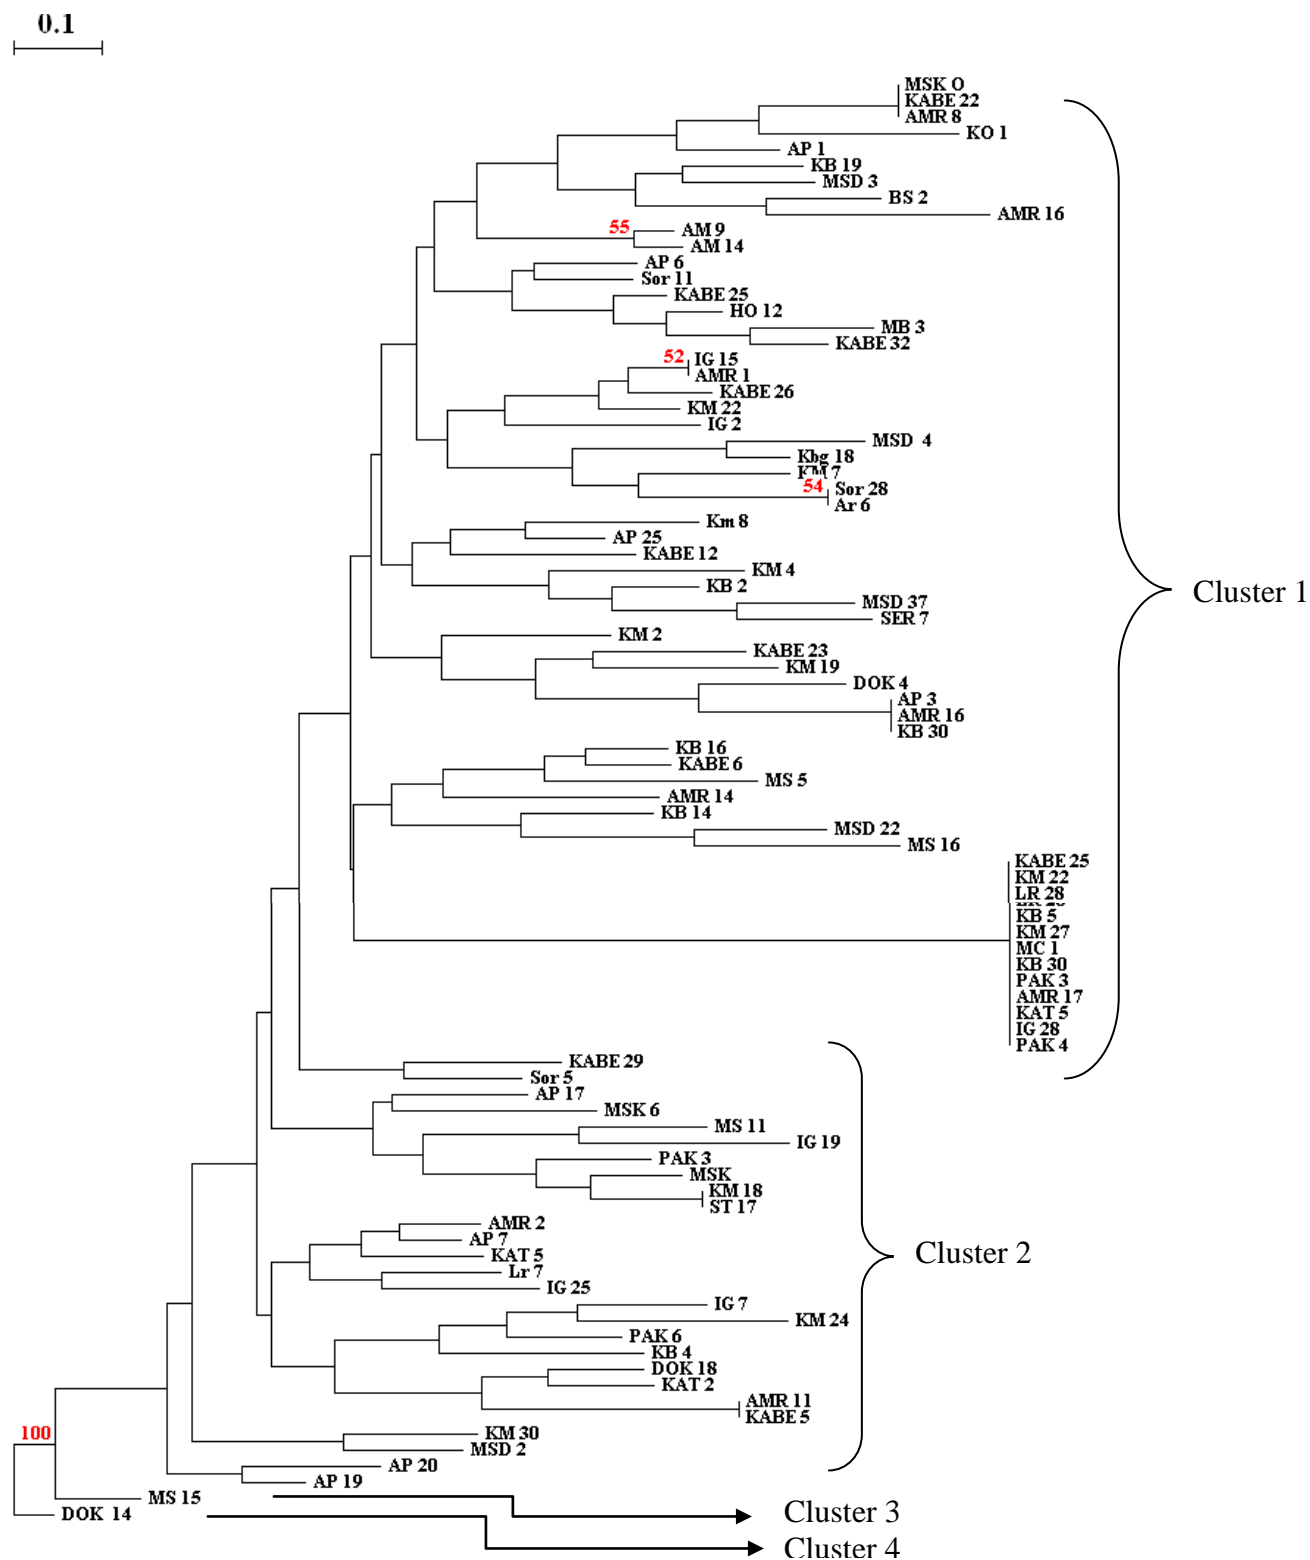 0.1
MSK O
KABE 22
AMR 8
KO 1
AP 1
KB 19
MSD 3
BS 2
AMR 16
55
AM 9
AM 14
AP 6
Sor 11
KABE 25
HO 12
MB 3
KABE 32
52
IG 15
AMR 1
KABE 26
KM 22
IG 2
MSD 4
Kbg 18
KM 7
54
Sor 28
Ar 6
Km 8
AP 25
KABE 12
KM 4
KB 2
Cluster 1
MSD 37
SER 7
KM 2
KABE 23
KM 19
DOK 4
AP 3
AMR 16
KB 30
KB 16
KABE 6
MS 5
AMR 14
KB 14
MSD 22
MS 16
KABE 25
KM 22
LR 28
KB 5
KM 27
MC 1
KB 30
PAK 3
AMR 17
KAT 5
IG 28
PAK 4
KABE 29
Sor 5
AP 17
MSK 6
MS 11
IG 19
PAK 3
MSK
KM 18
ST 17
AMR 2
AP 7
KAT 5
Cluster 2
Lr 7
IG 25
IG 7
KM 24
PAK 6
KB 4
DOK 18
KAT 2
AMR 11
KABE 5
100
KM 30
MSD 2
AP 20
AP 19
MS 15
DOK 14
Cluster 3
Cluster 4